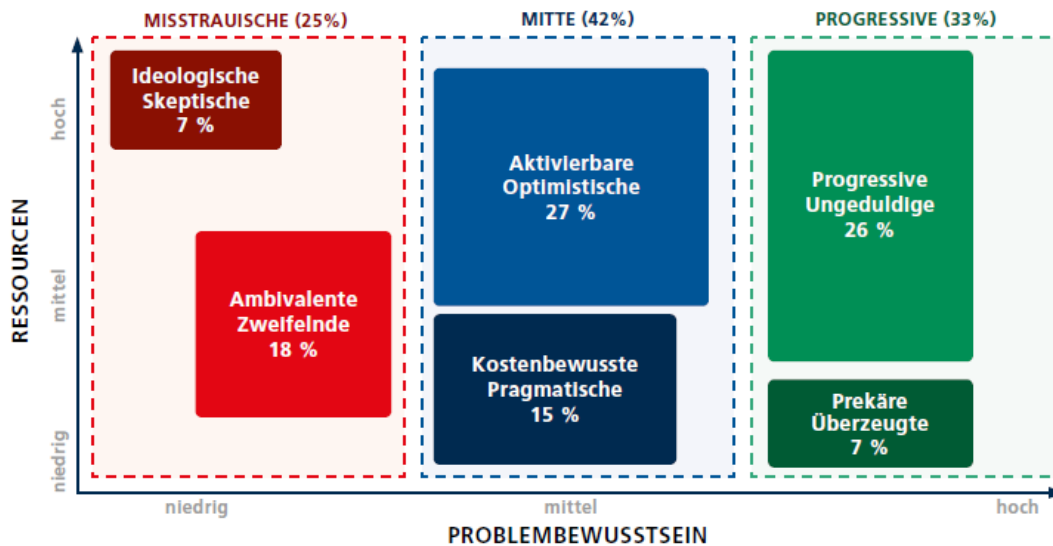 MISSTRAUISCHE (25%)
MITTE (42%)
PROGRESSIVE (33%)
RESSOURCEN
hoch
mittel
niedrig
Ideologische
Skeptische
7 %
Ambivalente
Zweifelnde
18 %
Aktivierbare
Optimistische
27 %
Kostenbewusste
Pragmatische
15 %
Progressive
Ungeduldige
26 %
Prekäre
Überzeugte
7 %
niedrig
mittel
hoch
PROBLEMBEWUSSTSEIN